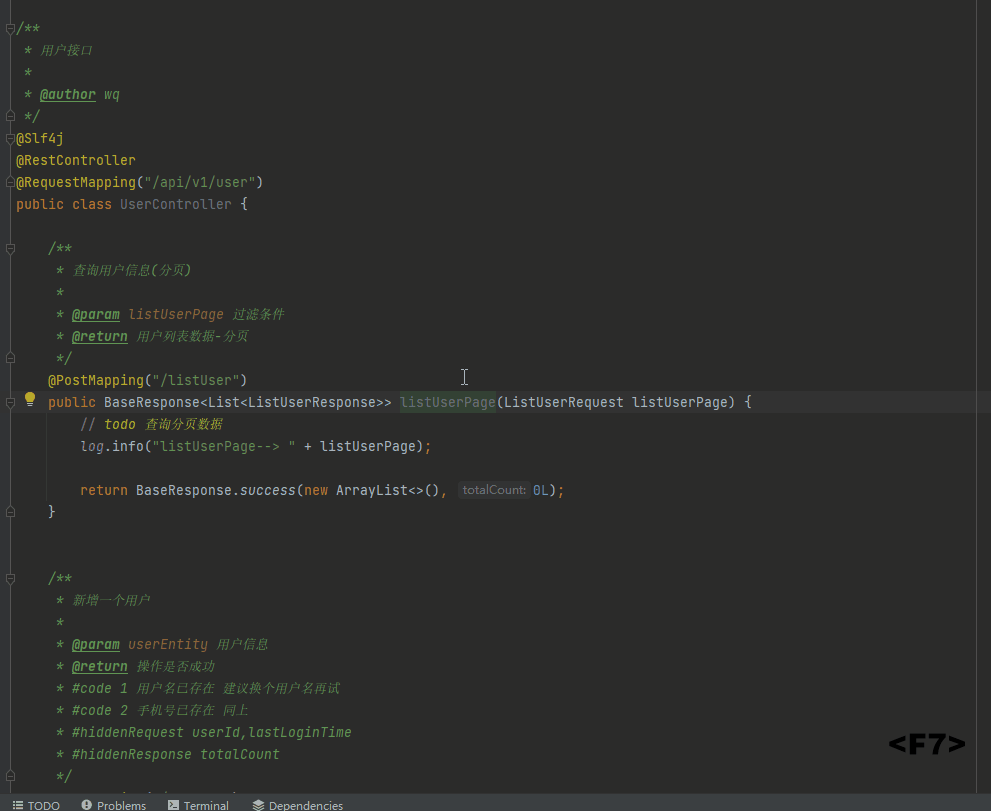 /**
 * 用户接口
 *
 * @author wq
 */
@Slf4j
@RestController
@RequestMapping("/api/v1/user")
public class UserController {
/**
 * 查询用户信息(分页)
 *
 * @param listUserPage 过滤条件
 * @return 用户列表数据-分页
 */
@PostMapping("/listUser")
public BaseResponse<List<ListUserResponse>> listUserPage(ListUserRequest listUserPage) {
// todo 查询分页数据
log.info("listUserPage--> " + listUserPage);
return BaseResponse.success(new ArrayList<>(), totalCount: 0L);
}
/**
 * 新增一个用户
 *
 * @param userEntity 用户信息
 * @return 操作是否成功
 * #code 1 用户名已存在 建议换个用户名再试
 * #code 2 手机号已存在 同上
 * #hiddenRequest userId,lastLoginTime
 * #hiddenResponse totalCount
 */
<F7>
TODO Problems Terminal Dependencies